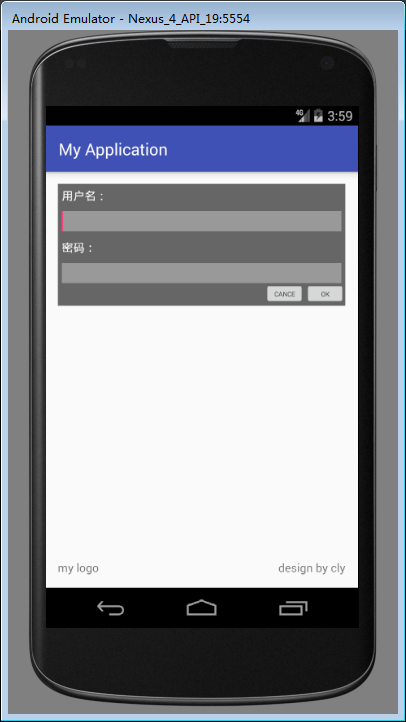 Android Emulator - Nexus_4_API_19:5554
4G 3:59
My Application
用户名：
密码：
CANCE OK
my logo design by cly